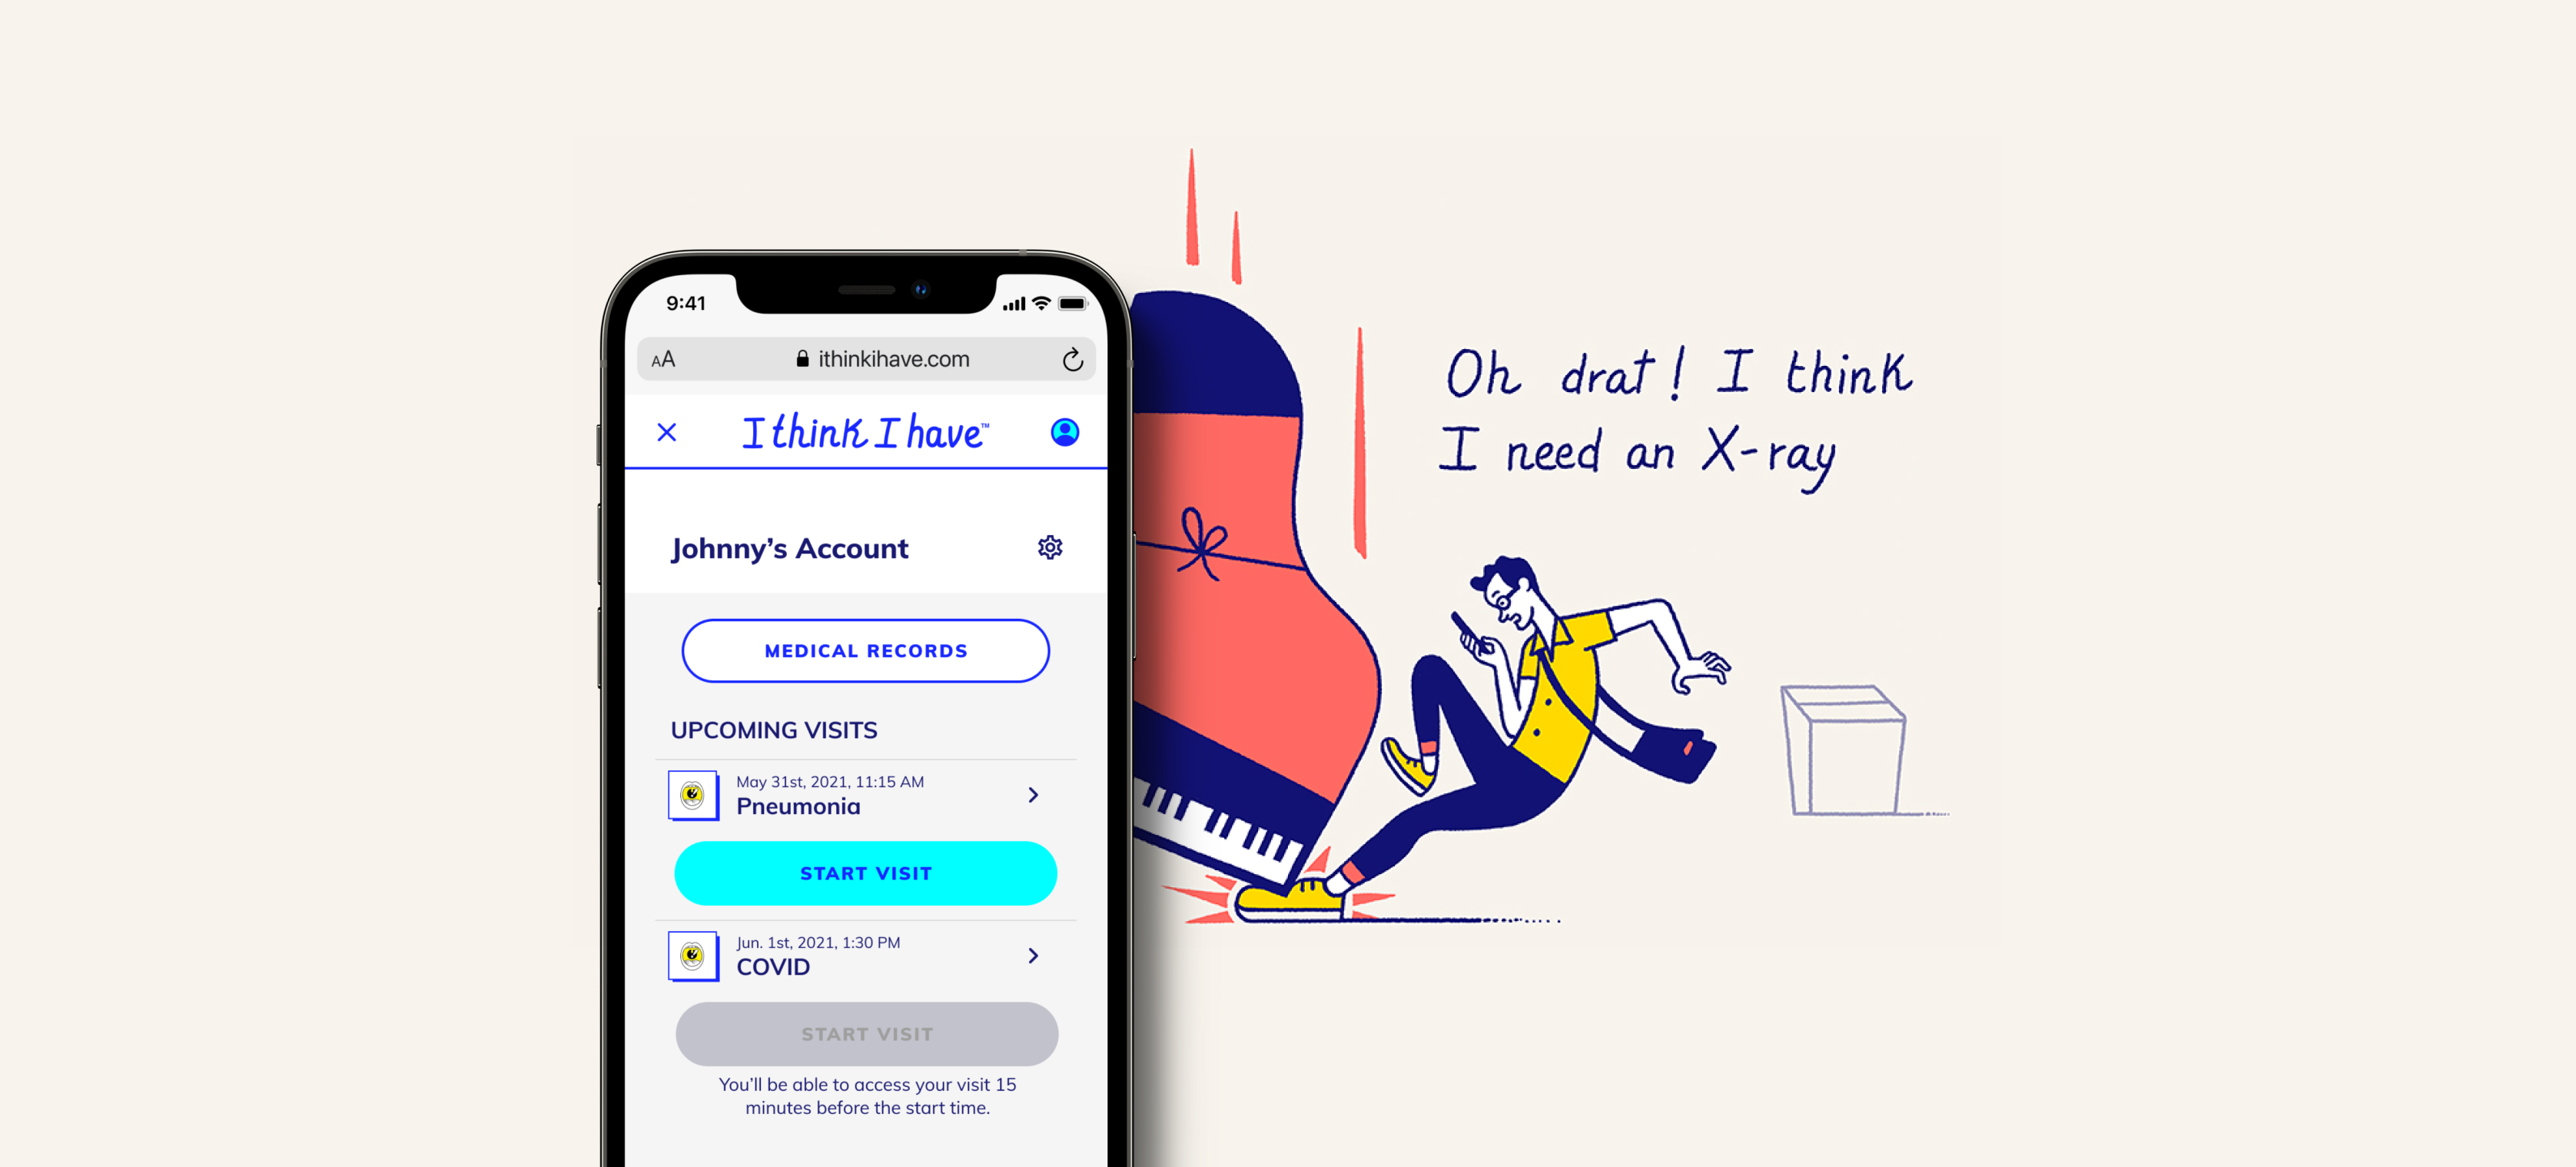 9:41
AA ithinkihave.com
I think I have™
Johnny's Account
MEDICAL RECORDS
UPCOMING VISITS
May 31st, 2021, 11:15 AM
Pneumonia
START VISIT
Jun. 1st, 2021, 1:30 PM
COVID
START VISIT
You'll be able to access your visit 15
minutes before the start time.
Oh drat! I think
I need an X-ray